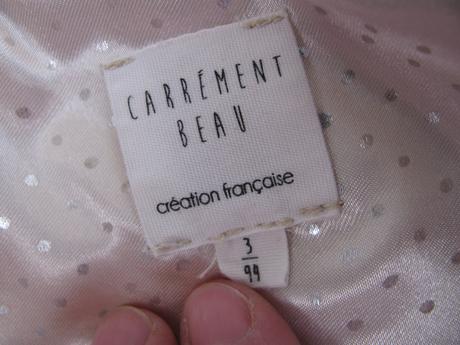 CARRÉMENT
BEAU
création française
3
94